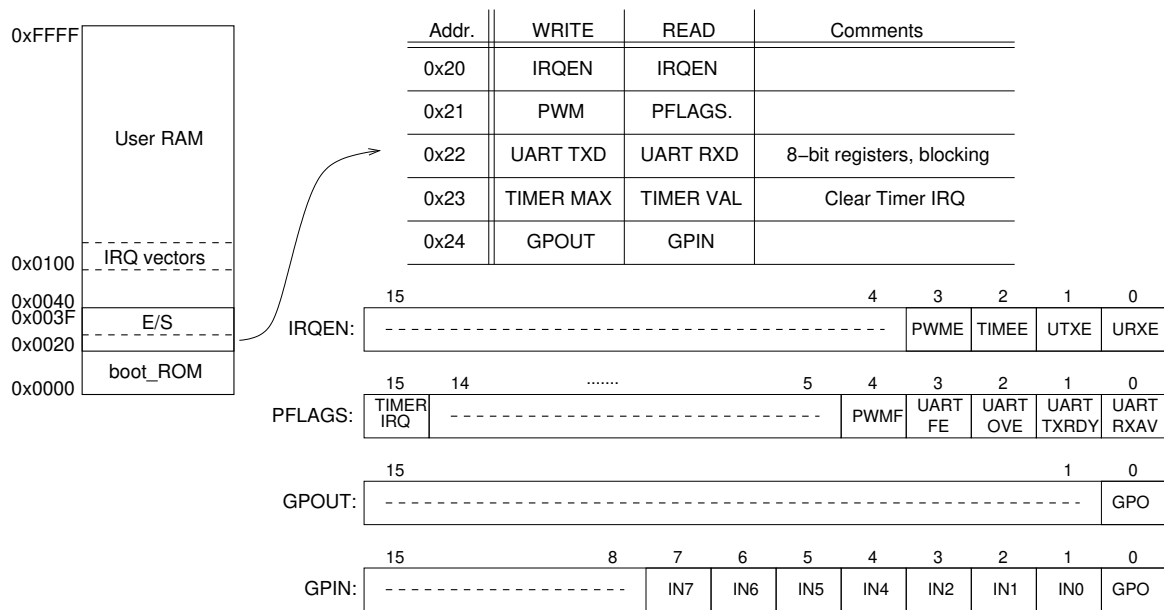 0xFFFF
User RAM
IRQ vectors
0x0100
0x0040
0x003F
E/S
0x0020
boot_ROM
0x0000
Addr. WRITE READ Comments
0x20 IRQEN IRQEN
0x21 PWM PFLAGS.
0x22 UART TXD UART RXD 8−bit registers, blocking
0x23 TIMER MAX TIMER VAL Clear Timer IRQ
0x24 GPOUT GPIN
15 4 3 2 1 0
IRQEN: PWME TIMEE UTXE URXE
15 14 ....... 5 4 3 2 1 0
PFLAGS: TIMER IRQ PWMF UART FE UART OVE UART TXRDY UART RXAV
15 1 0
GPOUT: GPO
15 8 7 6 5 4 3 2 1 0
GPIN: IN7 IN6 IN5 IN4 IN2 IN1 IN0 GPO